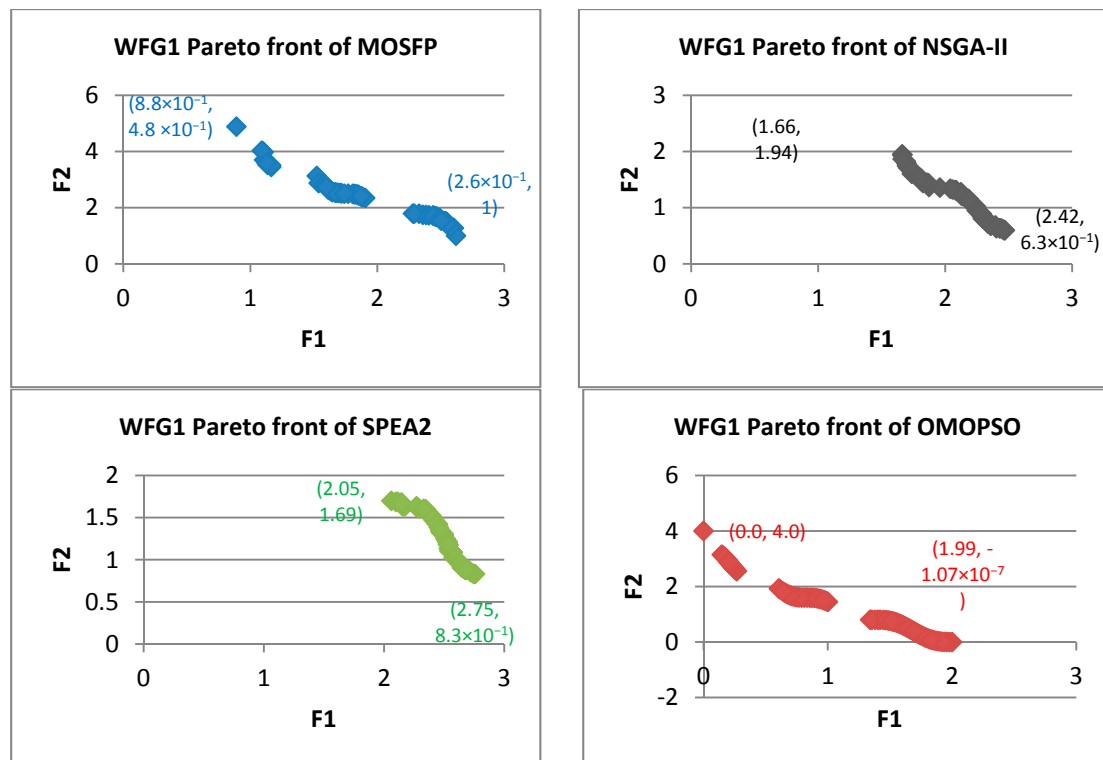 WFG1 Pareto front of MOSFP
6
4
2
0
F2
(8.8×10⁻¹,
4.8 ×10⁻¹)
(2.6×10⁻¹,
1)
0 1 2 3
F1
WFG1 Pareto front of NSGA-II
3
2
1
0
F2
(1.66,
1.94)
(2.42,
6.3×10⁻¹)
0 1 2 3
F1
WFG1 Pareto front of SPEA2
2
1.5
1
0.5
0
F2
(2.05,
1.69)
(2.75,
8.3×10⁻¹)
0 1 2 3
F1
WFG1 Pareto front of OMOPSO
6
4
2
0
-2
F2
(0.0, 4.0)
(1.99, -
1.07×10⁻⁷
)
0 1 2 3
F1